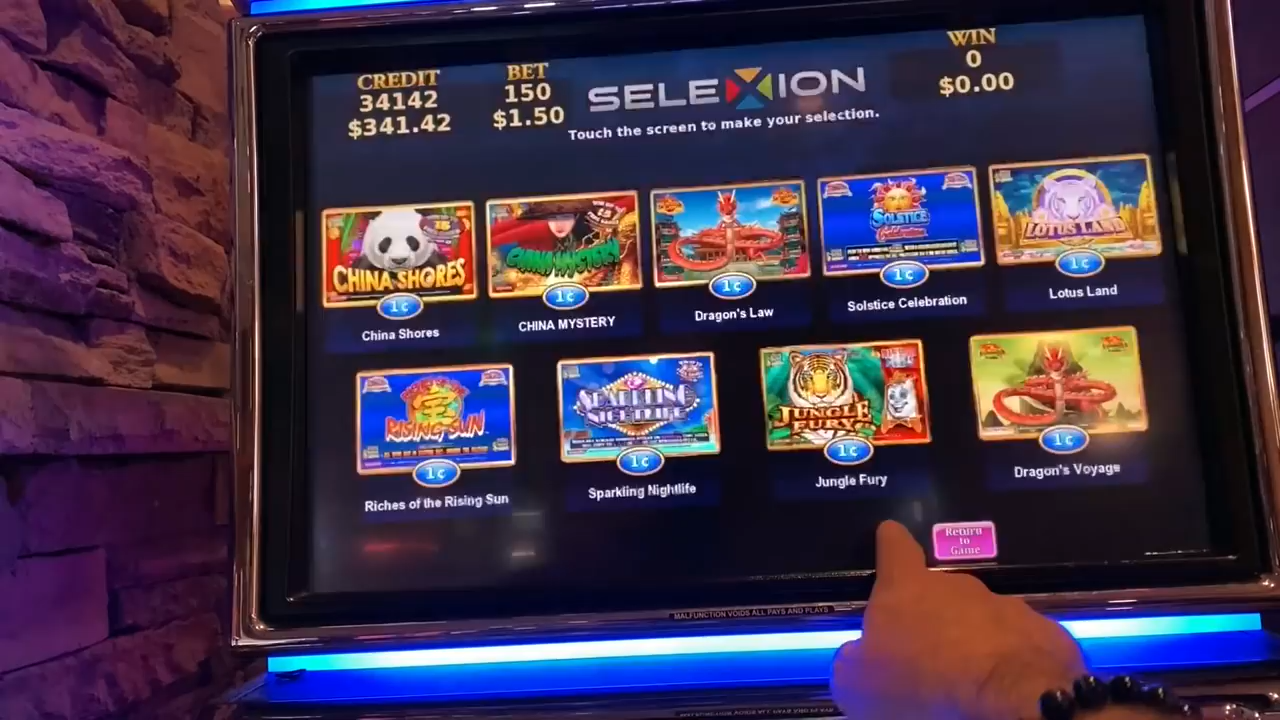 CREDIT
34142
$341.42
BET
150
$1.50
SELEXION
Touch the screen to make your selection.
WIN
0
$0.00
CHINA SHORES
1¢
China Shores
CHINA MYSTERY
1¢
CHINA MYSTERY
1¢
Dragon's Law
SOLSTICE
Celebration
1¢
Solstice Celebration
LOTUS LAND
1¢
Lotus Land
RISING SUN
1¢
Riches of the Rising Sun
SPARKLING
NIGHTLIFE
1¢
Sparkling Nightlife
JUNGLE
FURY
1¢
Jungle Fury
1¢
Dragon's Voyage
Return
to
Game
MALFUNCTION VOIDS ALL PAYS AND PLAYS